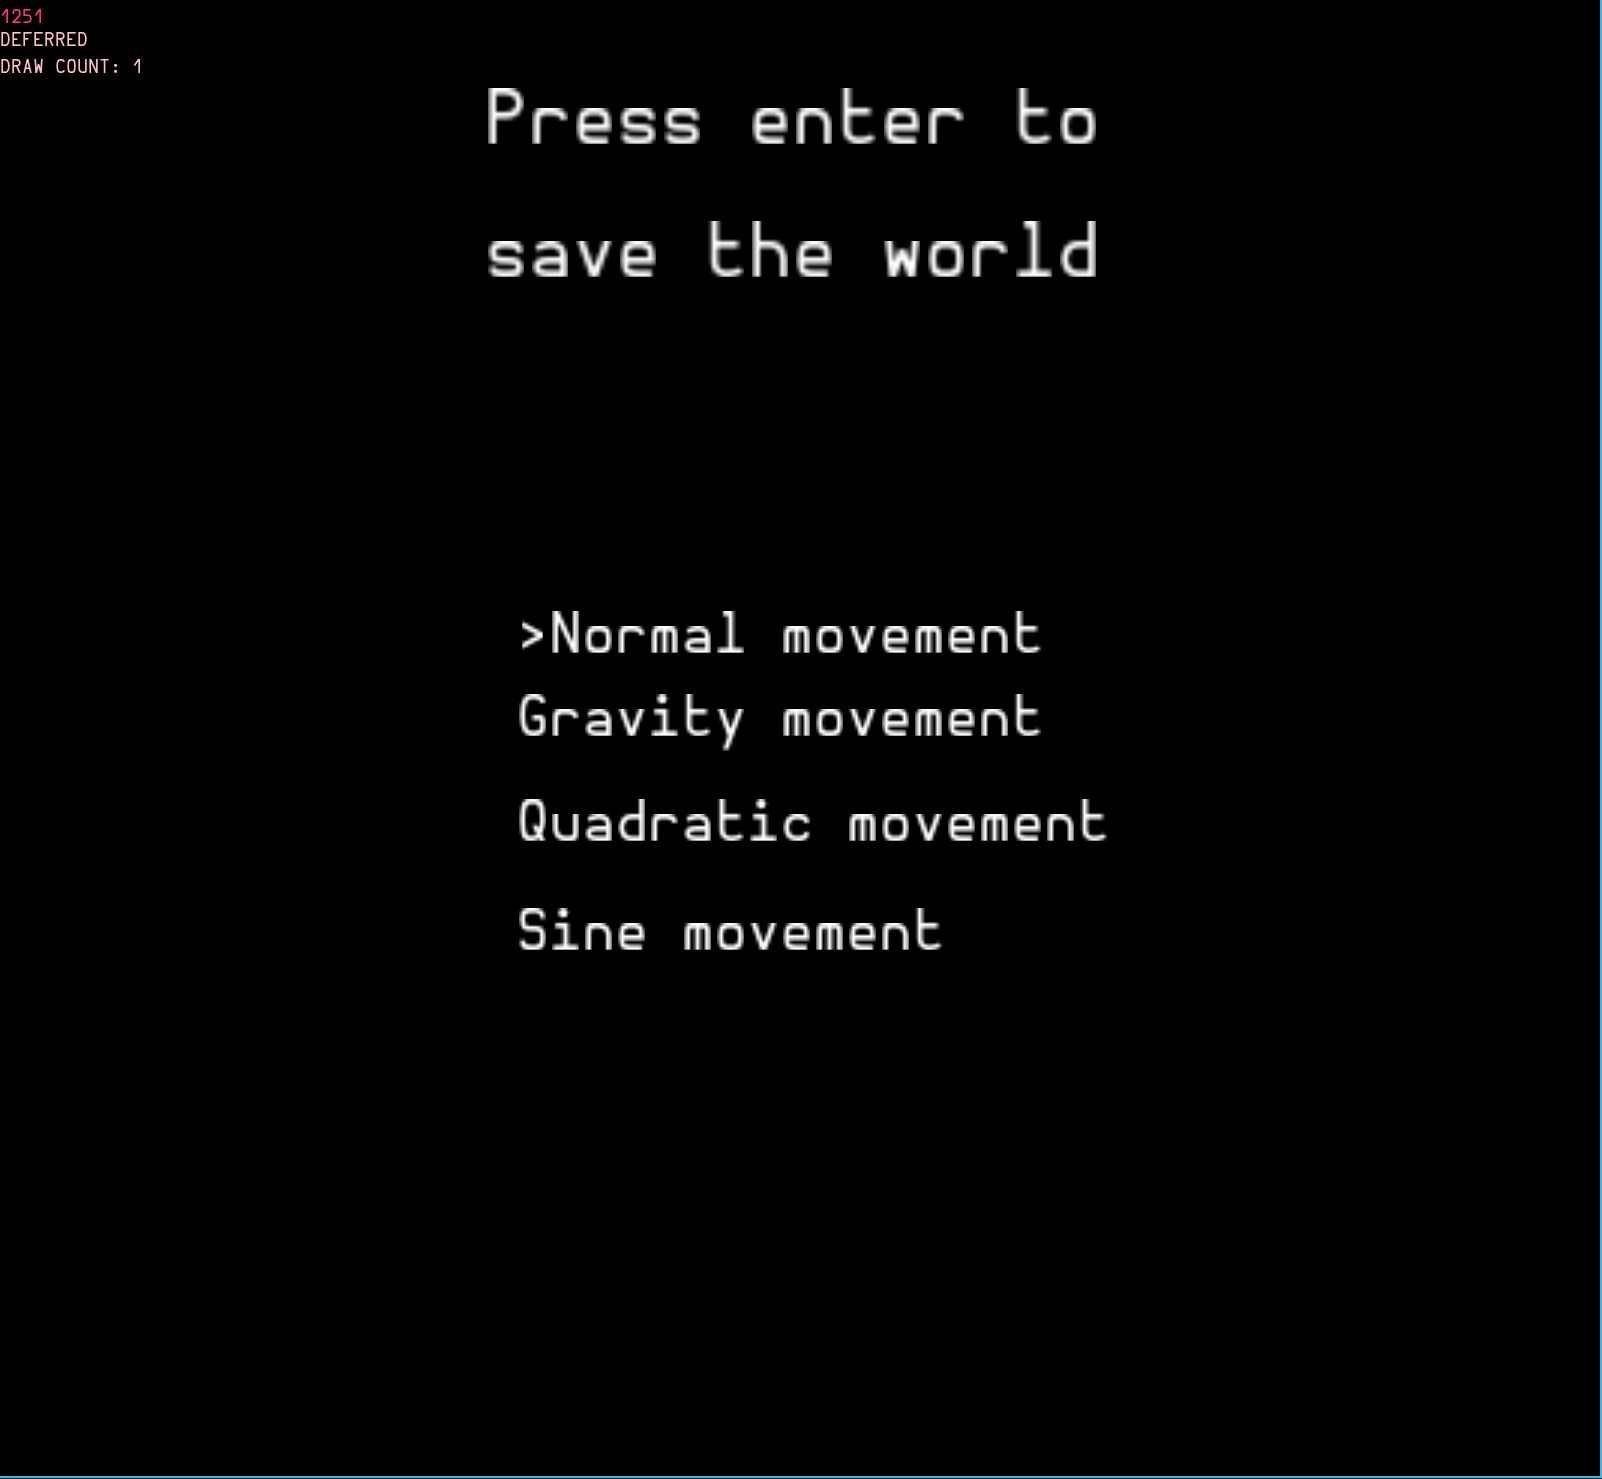 1251
DEFERRED
DRAW COUNT: 1
Press enter to
save the world
>Normal movement
Gravity movement
Quadratic movement
Sine movement